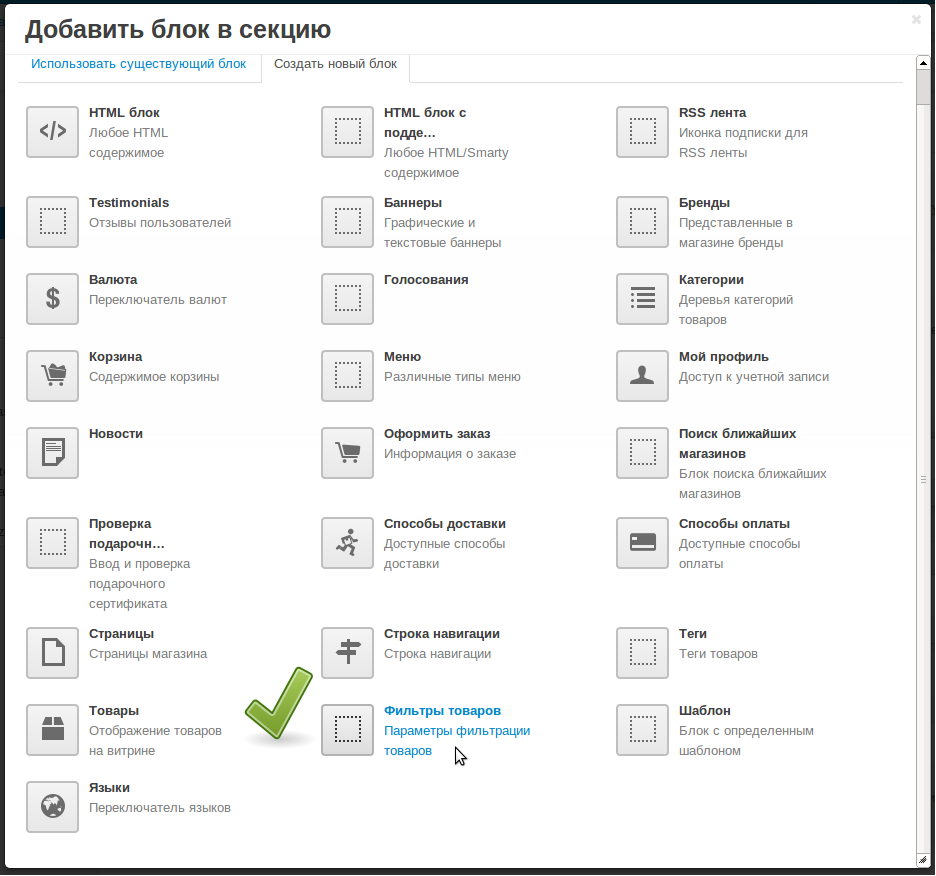 Добавить блок в секцию
Использовать существующий блок
Создать новый блок
HTML блок
Любое HTML
содержимое
HTML блок с
подде…
Любое HTML/Smarty
содержимое
RSS лента
Иконка подписки для
RSS ленты
Testimonials
Отзывы пользователей
Баннеры
Графические и
текстовые баннеры
Бренды
Представленные в
магазине бренды
Валюта
Переключатель валют
Голосования
Категории
Деревья категорий
товаров
Корзина
Содержимое корзины
Меню
Различные типы меню
Мой профиль
Доступ к учетной записи
Новости
Оформить заказ
Информация о заказе
Поиск ближайших
магазинов
Блок поиска ближайших
магазинов
Проверка
подарочн…
Ввод и проверка
подарочного
сертификата
Способы доставки
Доступные способы
доставки
Способы оплаты
Доступные способы
оплаты
Страницы
Страницы магазина
Строка навигации
Строка навигации
Теги
Теги товаров
Товары
Отображение товаров
на витрине
Фильтры товаров
Параметры фильтрации
товаров
Шаблон
Блок с определенным
шаблоном
Языки
Переключатель языков